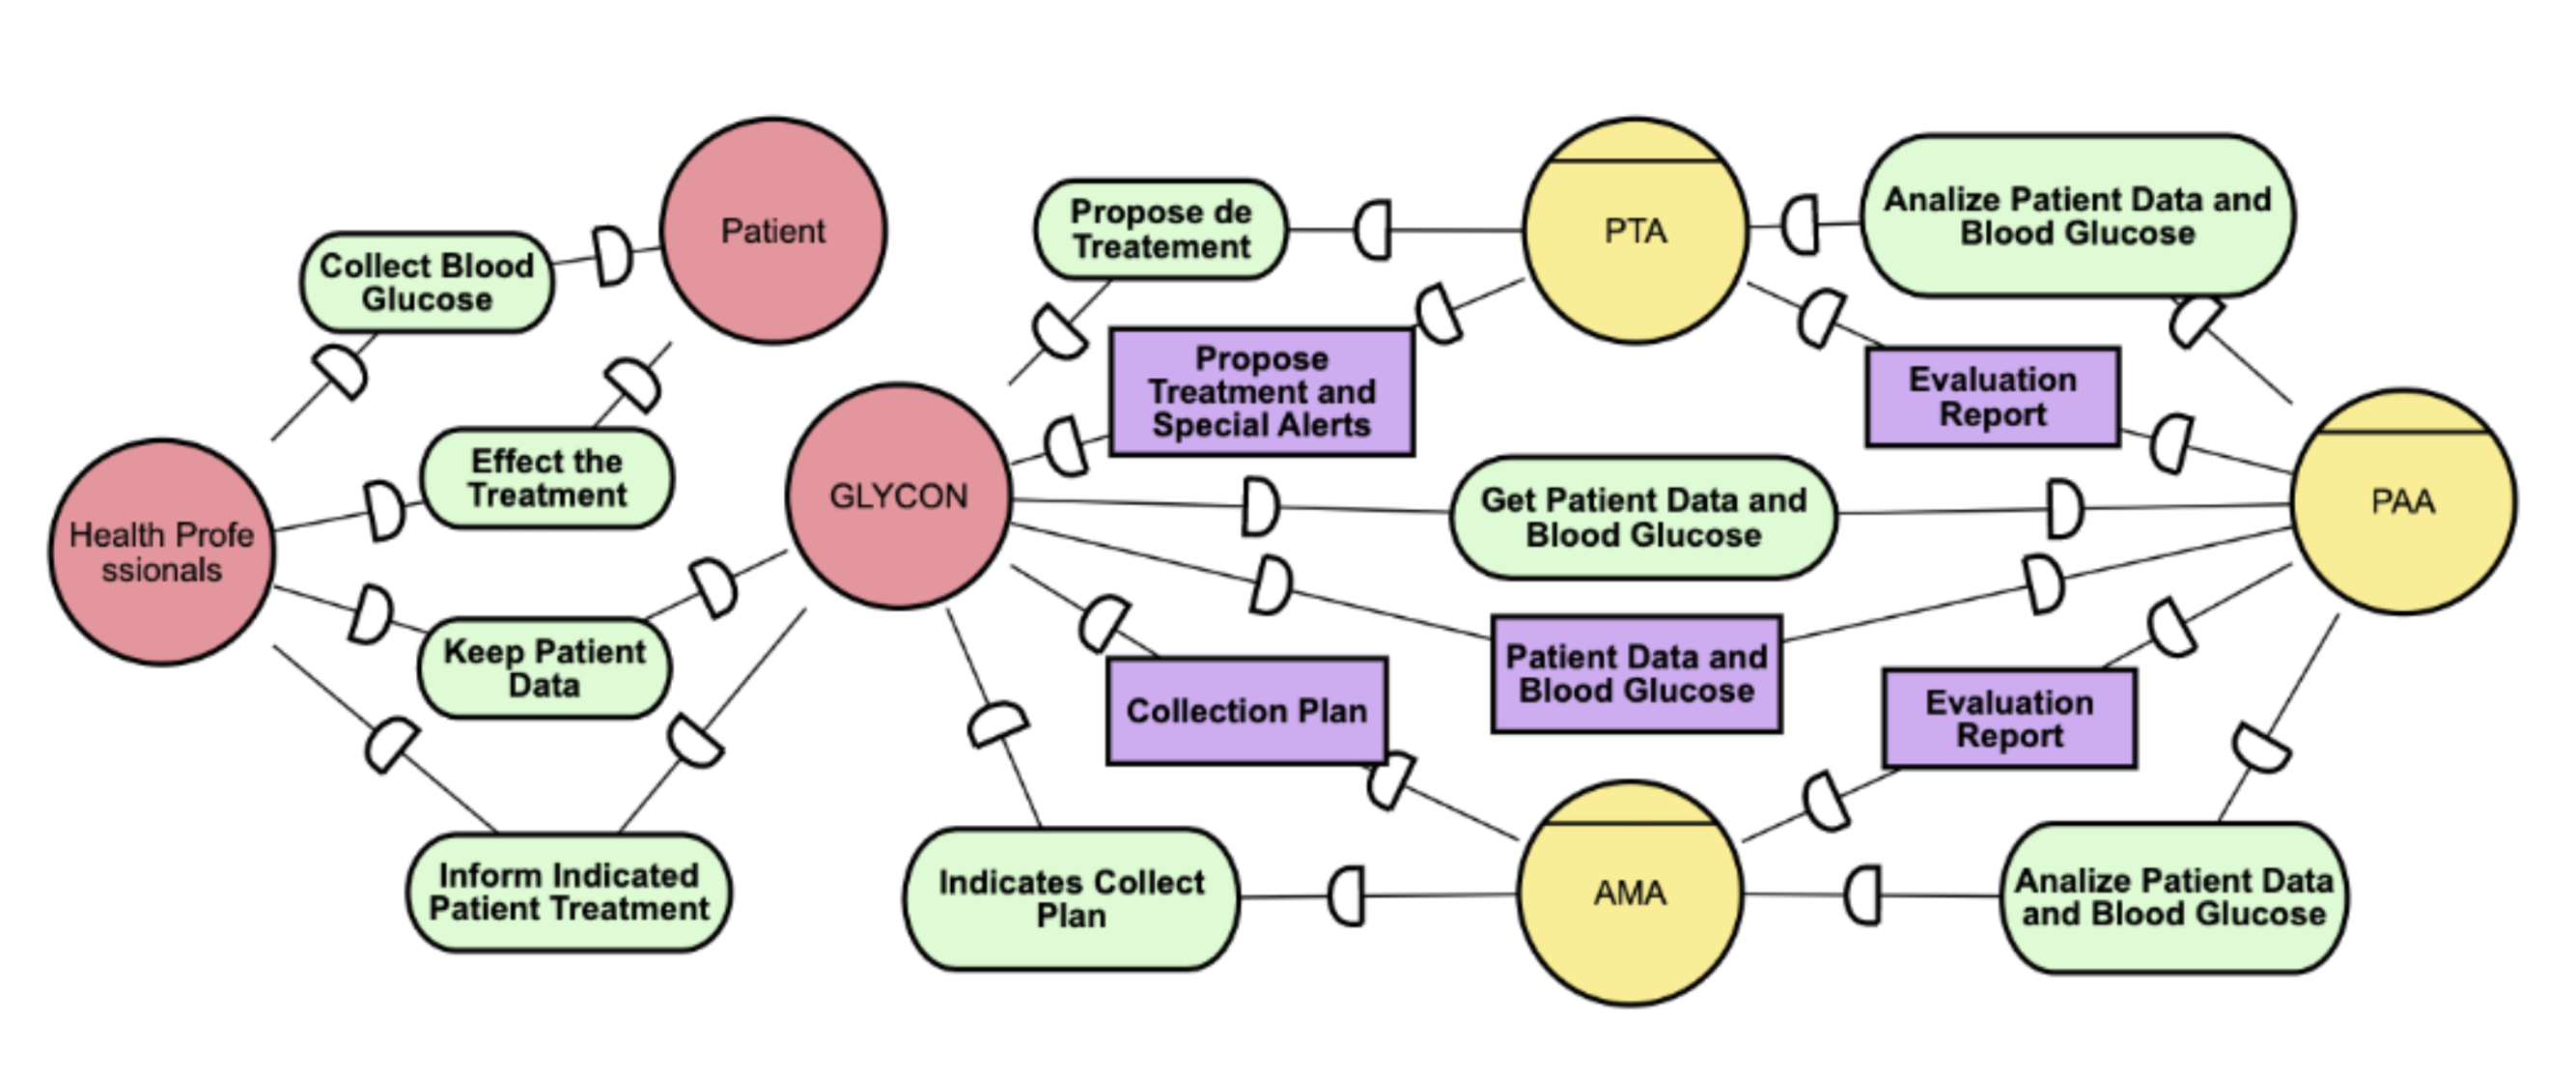 Patient
Collect Blood
Glucose
Effect the
Treatment
Health Profe
ssionals
Keep Patient
Data
Inform Indicated
Patient Treatment
GLYCON
Propose de
Treatement
Propose
Treatment and
Special Alerts
PTA
Analize Patient Data and
Blood Glucose
Evaluation
Report
Get Patient Data and
Blood Glucose
PAA
Patient Data and
Blood Glucose
Collection Plan
Evaluation
Report
Indicates Collect
Plan
AMA
Analize Patient Data
and Blood Glucose